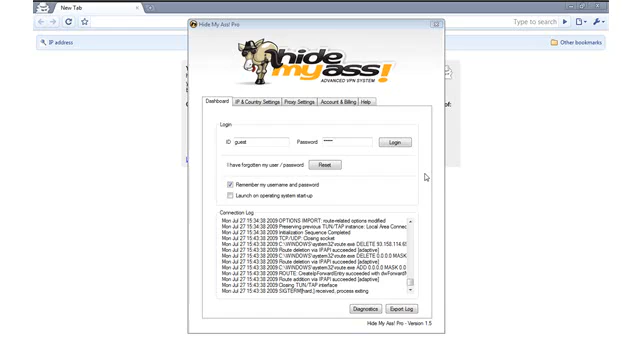 New Tab
Type to search
IP address
Other bookmarks
Hide My Ass! Pro
hide
my ass!
ADVANCED VPN SYSTEM
Dashboard IP & Country Settings Proxy Settings Account & Billing Help
Login
ID guest Password Login
I have forgotten my user / password Reset
Remember my username and password
Launch on operating system start-up
Connection Log
Mon Jul 27 15:34:38 2009 OPTIONS IMPORT: route-related options modified
Mon Jul 27 15:34:38 2009 Preserving previous TUN/TAP instance: Local Area Connec
Mon Jul 27 15:34:38 2009 Initialization Sequence Completed
Mon Jul 27 15:43:38 2009 TCP/UDP: Closing socket
Mon Jul 27 15:43:38 2009 C:\WINDOWS\system32\route.exe DELETE 93.158.114.6
Mon Jul 27 15:43:38 2009 Route deletion via IPAPI succeeded [adaptive]
Mon Jul 27 15:43:38 2009 C:\WINDOWS\system32\route.exe DELETE 0.0.0.0 MASK
Mon Jul 27 15:43:38 2009 Route deletion via IPAPI succeeded [adaptive]
Mon Jul 27 15:43:38 2009 C:\WINDOWS\system32\route.exe ADD 0.0.0.0 MASK 0.0
Mon Jul 27 15:43:38 2009 ROUTE: CreateIpForwardEntry succeeded with dwForwardM
Mon Jul 27 15:43:38 2009 Route addition via IPAPI succeeded [adaptive]
Mon Jul 27 15:43:38 2009 Closing TUN/TAP interface
Mon Jul 27 15:43:38 2009 SIGTERM[hard,] received, process exiting
Diagnostics Export Log
Hide My Ass! Pro - Version 1.5